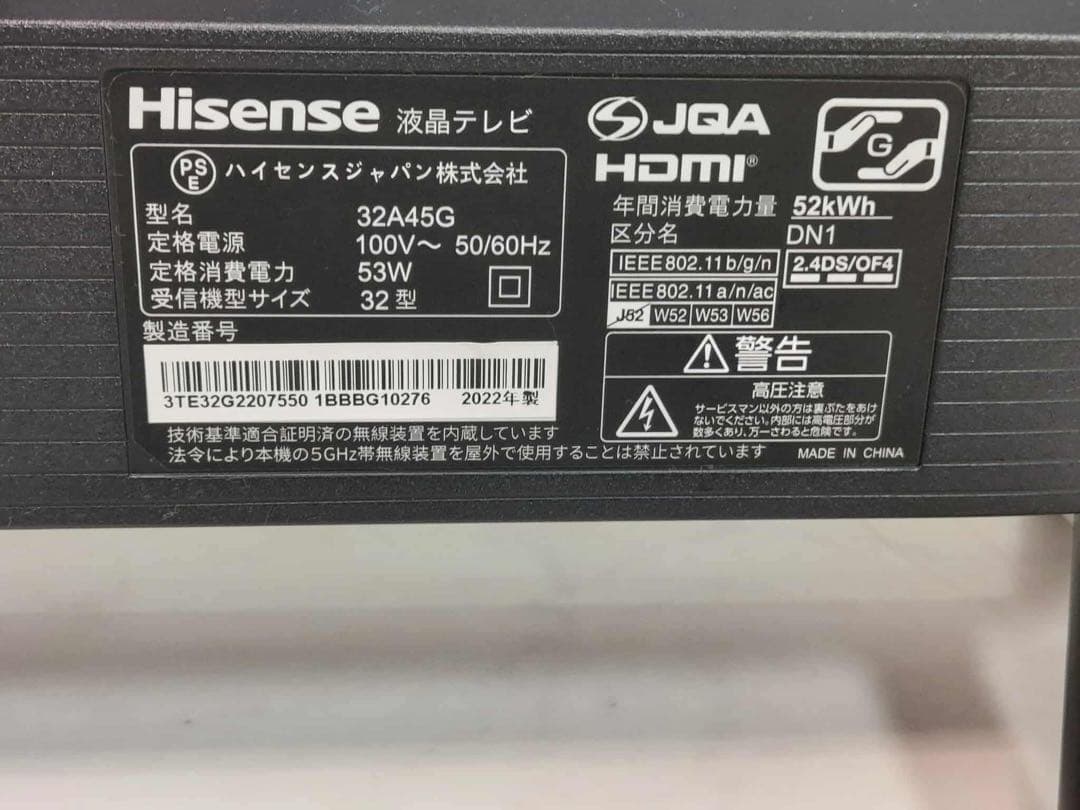 Hisense 液晶テレビ
PSE ハイセンスジャパン株式会社
型名 32A45G
定格電源 100V～ 50/60Hz
定格消費電力 53W
受信機型サイズ 32型
製造番号
3TE32G2207550 1BBBG10276 2022年製
JQA
HDMI®
G
年間消費電力量 52kWh
区分名 DN1
IEEE802.11b/g/n
2.4DS/OF4
IEEE802.11a/n/ac
J52 W52 W53 W56
警告
高圧注意
サービスマン以外の方は裏ぶたをあけ
ないでください。内部には高電圧部分が
数多くあり、万一さわると危険です。
技術基準適合証明済の無線装置を内蔵しています
法令により本機の5GHz帯無線装置を屋外で使用することは禁止されています
MADE IN CHINA